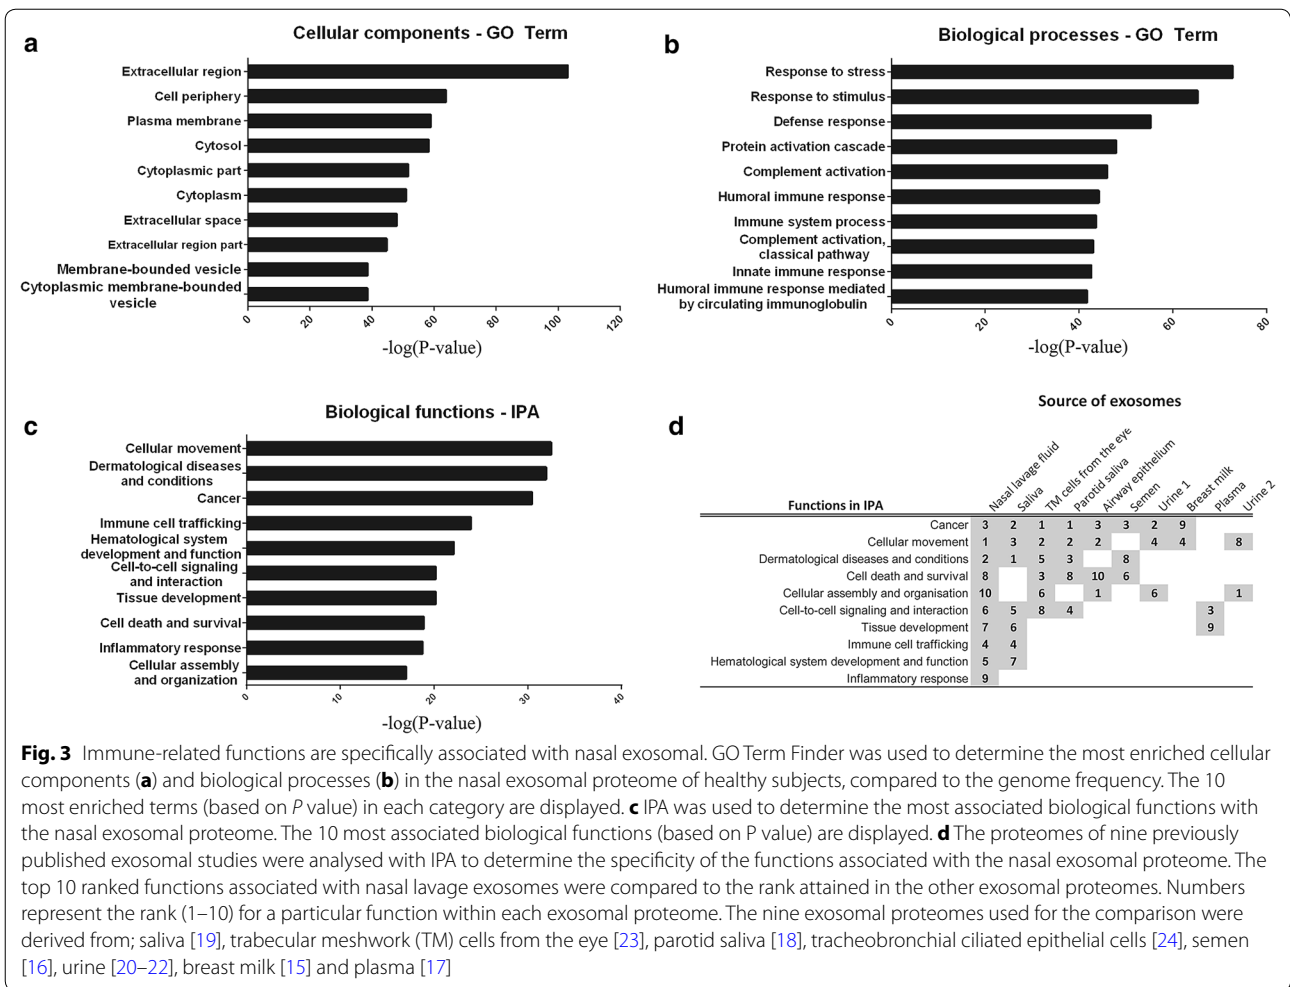 a
Cellular components - GO Term
Extracellular region
Cell periphery
Plasma membrane
Cytosol
Cytoplasmic part
Cytoplasm
Extracellular space
Extracellular region part
Membrane-bounded vesicle
Cytoplasmic membrane-bounded
vesicle
0 20 40 60 80 100 120
-log(P-value)
b
Biological processes - GO Term
Response to stress
Response to stimulus
Defense response
Protein activation cascade
Complement activation
Humoral immune response
Immune system process
Complement activation,
classical pathway
Innate immune response
Humoral immune response mediated
by circulating immunoglobulin
0 20 40 60 80
-log(P-value)
c
Biological functions - IPA
Cellular movement
Dermatological diseases
and conditions
Cancer
Immune cell trafficking
Hematological system
development and function
Cell-to-cell signaling
and interaction
Tissue development
Cell death and survival
Inflammatory response
Cellular assembly
and organization
0 10 20 30 40
-log(P-value)
d
Source of exosomes
Functions in IPA
Nasal lavage fluid
Saliva
TM cells from the eye
Parotid saliva
Airway epithelium
Semen
Urine 1
Breast milk
Plasma
Urine 2
Cancer 3 2 1 1 3 3 2 9
Cellular movement 1 3 2 2 2 4 4 8
Dermatological diseases and conditions 2 1 5 3 8
Cell death and survival 8 3 8 10 6
Cellular assembly and organisation 10 6 1 6 1
Cell-to-cell signaling and interaction 6 5 8 4 3
Tissue development 7 6 9
Immune cell trafficking 4 4
Hematological system development and function 5 7
Inflammatory response 9
Fig. 3 Immune-related functions are specifically associated with nasal exosomal. GO Term Finder was used to determine the most enriched cellular
components (a) and biological processes (b) in the nasal exosomal proteome of healthy subjects, compared to the genome frequency. The 10
most enriched terms (based on P value) in each category are displayed. c IPA was used to determine the most associated biological functions with
the nasal exosomal proteome. The 10 most associated biological functions (based on P value) are displayed. d The proteomes of nine previously
published exosomal studies were analysed with IPA to determine the specificity of the functions associated with the nasal exosomal proteome. The
top 10 ranked functions associated with nasal lavage exosomes were compared to the rank attained in the other exosomal proteomes. Numbers
represent the rank (1–10) for a particular function within each exosomal proteome. The nine exosomal proteomes used for the comparison were
derived from; saliva [19], trabecular meshwork (TM) cells from the eye [23], parotid saliva [18], tracheobronchial ciliated epithelial cells [24], semen
[16], urine [20–22], breast milk [15] and plasma [17]